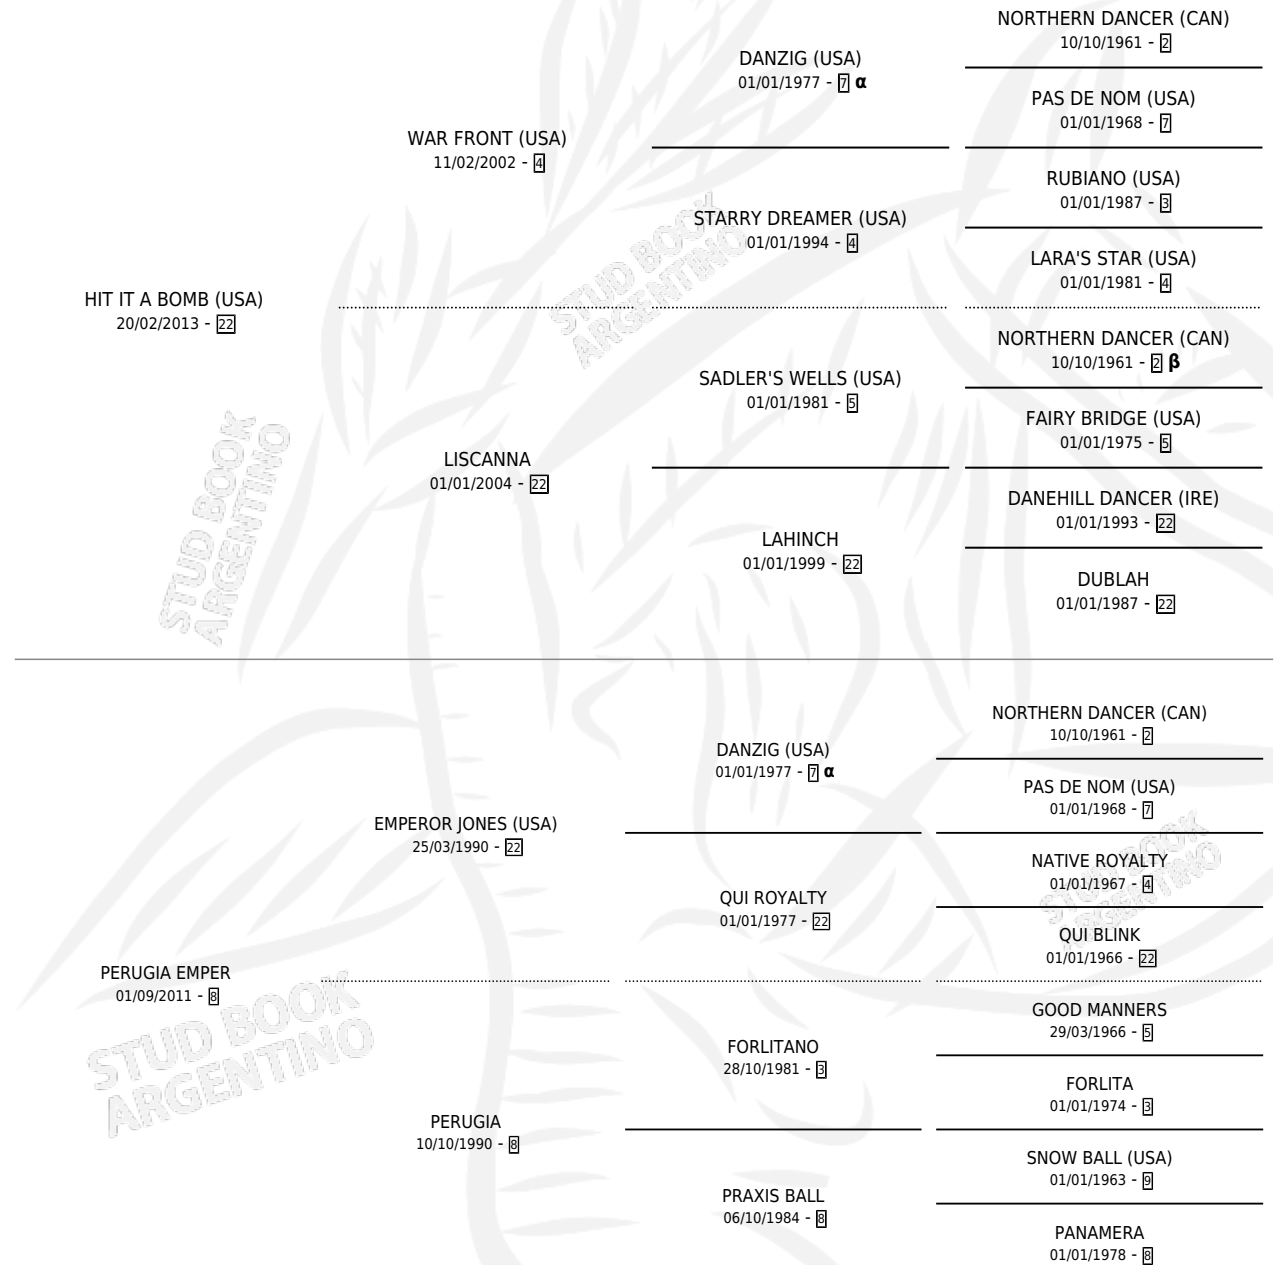 NORTHERN DANCER (CAN)
10/10/1961 - 2
DANZIG (USA)
01/01/1977 - 7 α
PAS DE NOM (USA)
01/01/1968 - 7
WAR FRONT (USA)
11/02/2002 - 4
RUBIANO (USA)
01/01/1987 - 3
STARRY DREAMER (USA)
01/01/1994 - 4
LARA'S STAR (USA)
01/01/1981 - 4
HIT IT A BOMB (USA)
20/02/2013 - 22
NORTHERN DANCER (CAN)
10/10/1961 - 2 β
SADLER'S WELLS (USA)
01/01/1981 - 5
FAIRY BRIDGE (USA)
01/01/1975 - 5
LISCANNA
01/01/2004 - 22
DANEHILL DANCER (IRE)
01/01/1993 - 22
LAHINCH
01/01/1999 - 22
DUBLAH
01/01/1987 - 22
NORTHERN DANCER (CAN)
10/10/1961 - 2
DANZIG (USA)
01/01/1977 - 7 α
PAS DE NOM (USA)
01/01/1968 - 7
EMPEROR JONES (USA)
25/03/1990 - 22
NATIVE ROYALTY
01/01/1967 - 4
QUI ROYALTY
01/01/1977 - 22
QUI BLINK
01/01/1966 - 22
PERUGIA EMPER
01/09/2011 - 8
GOOD MANNERS
29/03/1966 - 5
FORLITANO
28/10/1981 - 3
FORLITA
01/01/1974 - 3
PERUGIA
10/10/1990 - 8
SNOW BALL (USA)
01/01/1963 - 9
PRAXIS BALL
06/10/1984 - 8
PANAMERA
01/01/1978 - 8
STUD BOOK
ARGENTINO
STUD BOOK
ARGENTINO
STUD BOOK
ARGENTINO
STUD BOOK
ARGENTINO